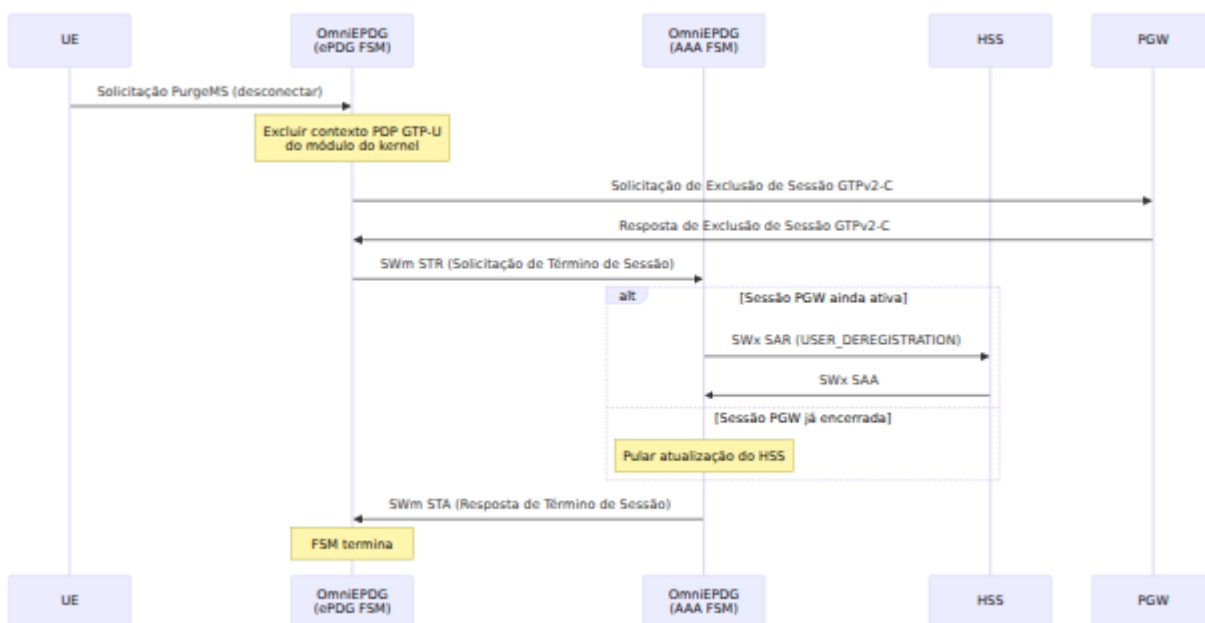 UE
OmniEPDG
(ePDG FSM)
OmniEPDG
(AAA FSM)
HSS
PGW
Solicitação PurgeMS (desconectar)
Excluir contexto PDP GTP-U
do módulo do kernel
Solicitação de Exclusão de Sessão GTPv2-C
Resposta de Exclusão de Sessão GTPv2-C
SWm STR (Solicitação de Término de Sessão)
alt
[Sessão PGW ainda ativa]
SWx SAR (USER_DEREGISTRATION)
SWx SAA
[Sessão PGW já encerrada]
Pular atualização do HSS
SWm STA (Resposta de Término de Sessão)
FSM termina
UE
OmniEPDG
(ePDG FSM)
OmniEPDG
(AAA FSM)
HSS
PGW